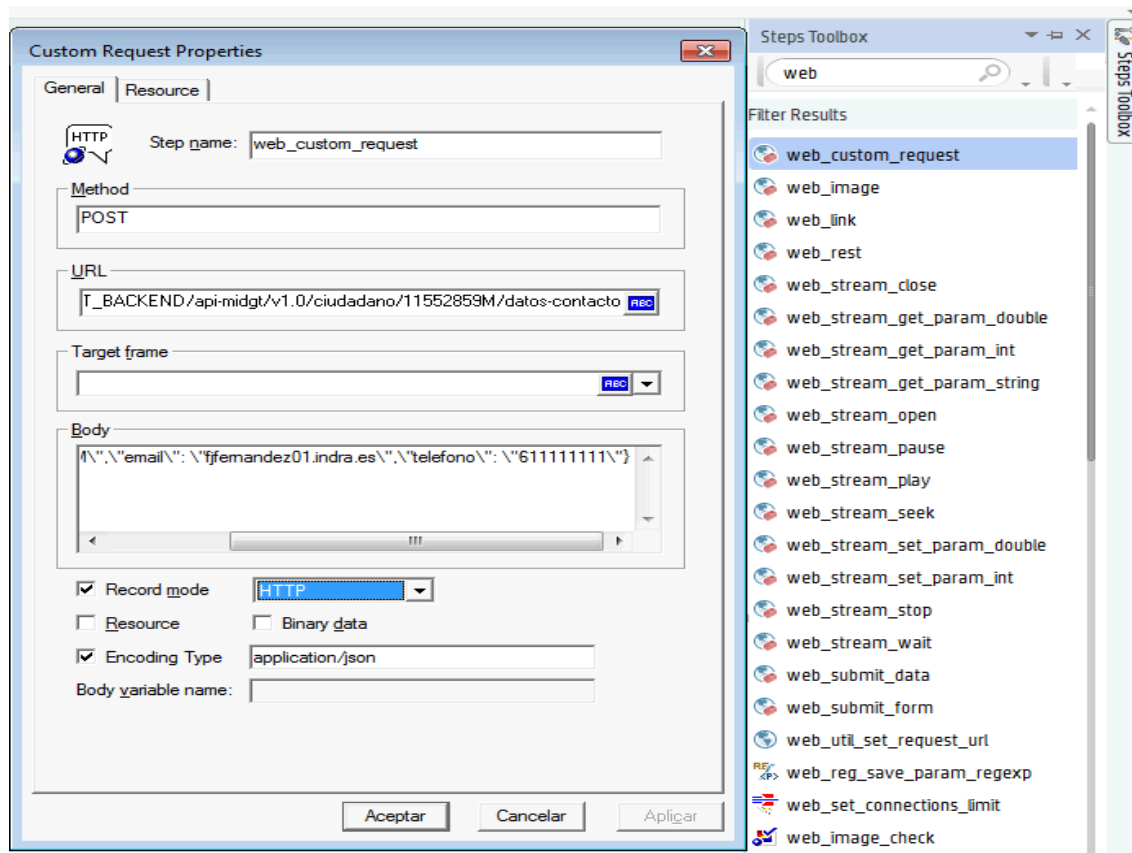 Custom Request Properties
General
Resource
HTTP
Step name:
web_custom_request
Method
POST
URL
T_BACKEND/api-midgt/v1.0/ciudadano/11552859M/datos-contacto
ABC
Target frame
ABC
Body
\",\"email\": \"fjfernandez01.indra.es\",\"telefono\": \"611111111\"}
Record mode
HTTP
Resource
Binary data
Encoding Type
application/json
Body variable name:
Aceptar
Cancelar
Aplicar
Steps Toolbox
web
Filter Results
web_custom_request
web_image
web_link
web_rest
web_stream_close
web_stream_get_param_double
web_stream_get_param_int
web_stream_get_param_string
web_stream_open
web_stream_pause
web_stream_play
web_stream_seek
web_stream_set_param_double
web_stream_set_param_int
web_stream_stop
web_stream_wait
web_submit_data
web_submit_form
web_util_set_request_url
RE
<P>
web_reg_save_param_regexp
web_set_connections_limit
web_image_check
Steps Toolbox